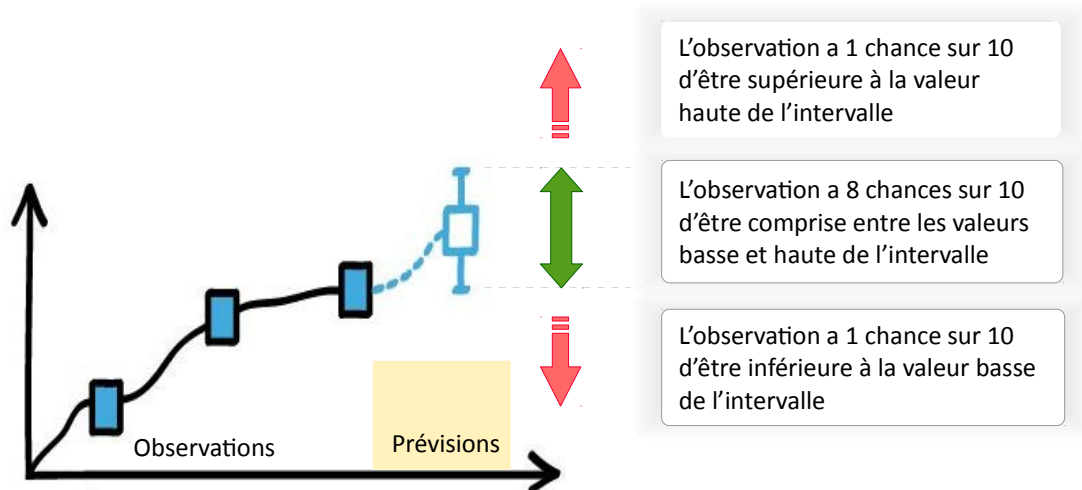 L’observation a 1 chance sur 10
d’être supérieure à la valeur
haute de l’intervalle
L’observation a 8 chances sur 10
d’être comprise entre les valeurs
basse et haute de l’intervalle
L’observation a 1 chance sur 10
d’être inférieure à la valeur basse
de l’intervalle
Observations
Prévisions